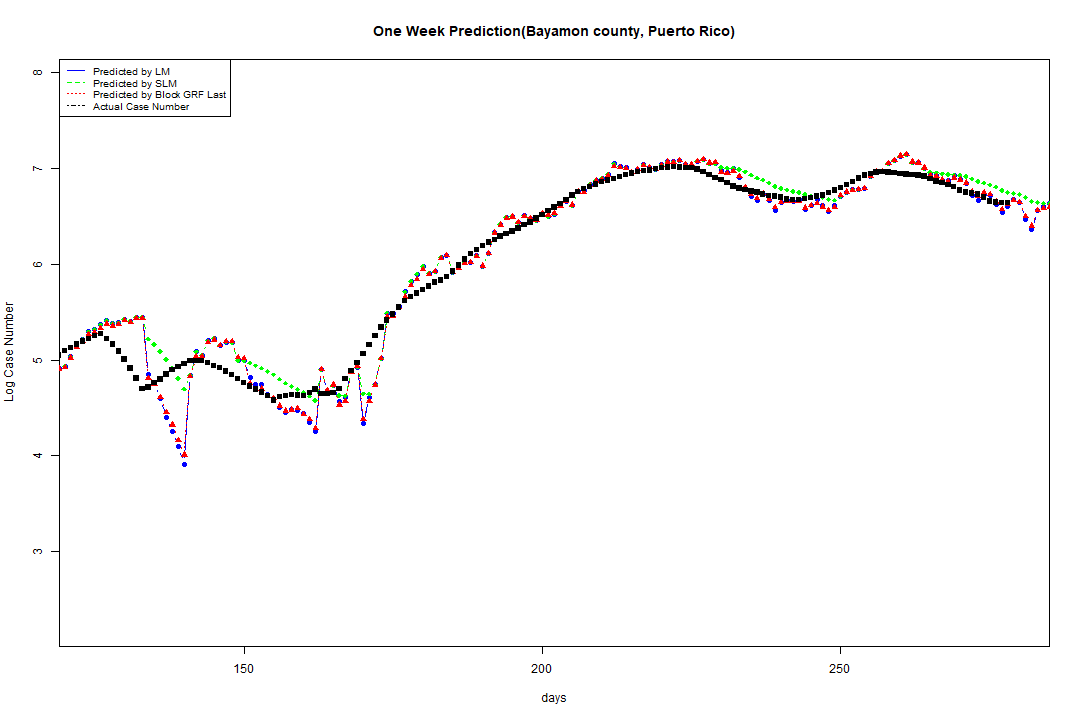 One Week Prediction(Bayamon county, Puerto Rico)
Predicted by LM
Predicted by SLM
Predicted by Block GRF Last
Actual Case Number
8
7
6
5
4
3
Log Case Number
150
200
250
days